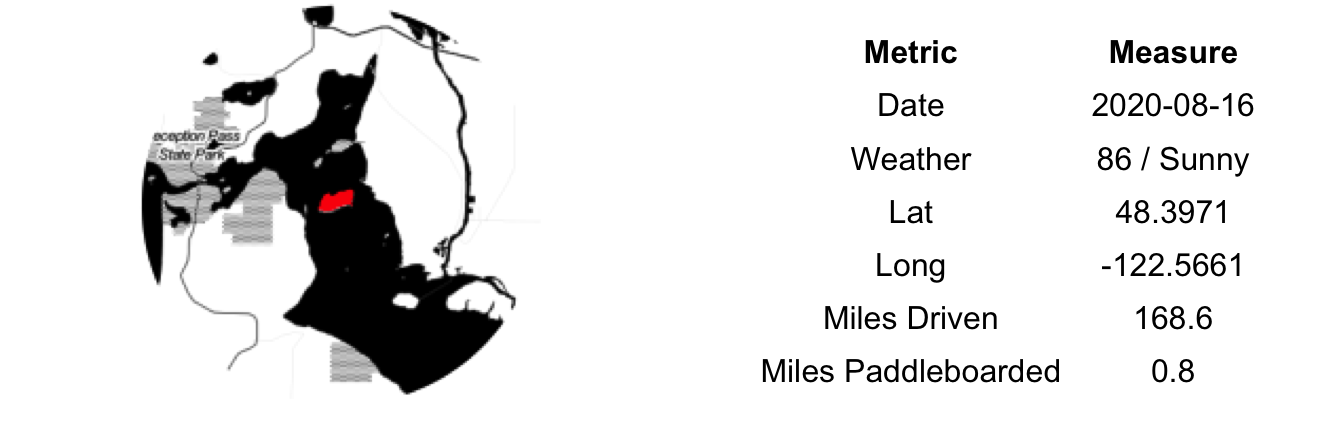 eception Pass
State Park
Metric Measure
Date 2020-08-16
Weather 86 / Sunny
Lat 48.3971
Long -122.5661
Miles Driven 168.6
Miles Paddleboarded 0.8